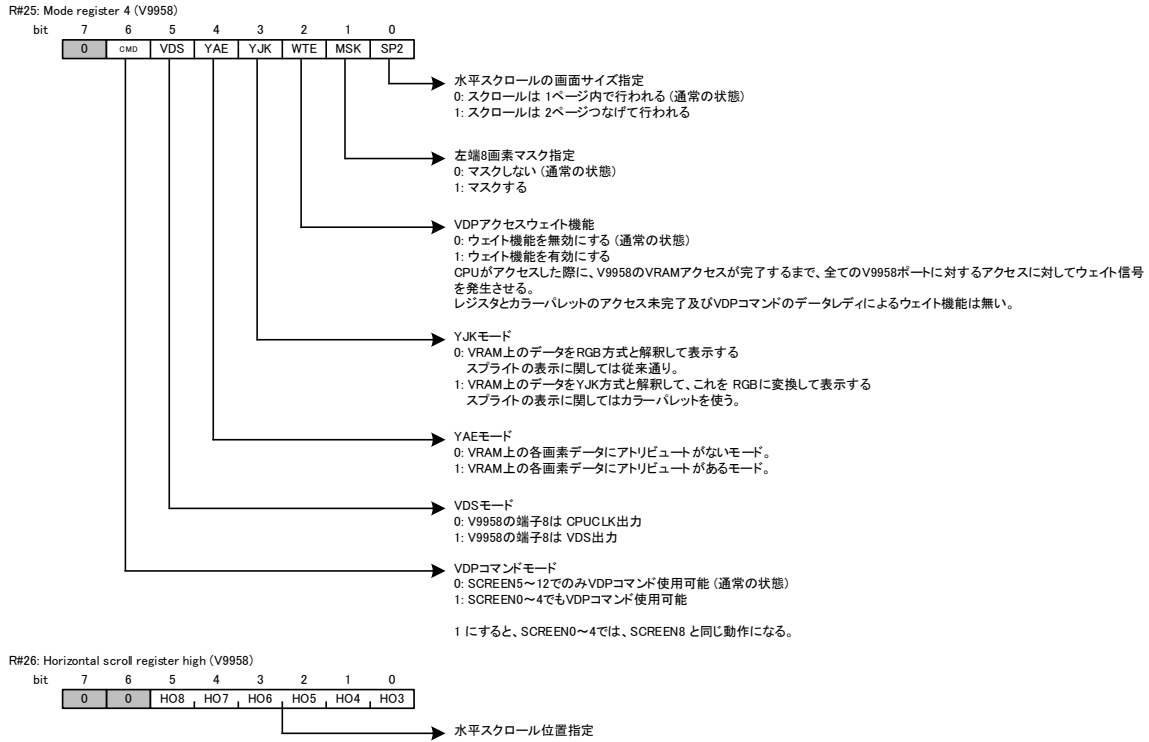 R#25: Mode register 4 (V9958)
bit 7 6 5 4 3 2 1 0
0 CMD VDS YAE YJK WTE MSK SP2
水平スクロールの画面サイズ指定
0: スクロールは 1ページ内で行われる (通常の状態)
1: スクロールは 2ページつなげて行われる
左端8画素マスク指定
0: マスクしない (通常の状態)
1: マスクする
VDPアクセスウェイト機能
0: ウェイト機能を無効にする (通常の状態)
1: ウェイト機能を有効にする
CPUがアクセスした際に、V9958のVRAMアクセスが完了するまで、全てのV9958ポートに対するアクセスに対してウェイト信号
を発生させる。
レジスタとカラーパレットのアクセス未完了及びVDPコマンドのデータレディによるウェイト機能は無い。
YJKモード
0: VRAM上のデータをRGB方式と解釈して表示する
スプライトの表示に関しては従来通り。
1: VRAM上のデータをYJK方式と解釈して、これを RGBに変換して表示する
スプライトの表示に関してはカラーパレットを使う。
YAEモード
0: VRAM上の各画素データにアトリビュートがないモード。
1: VRAM上の各画素データにアトリビュートがあるモード。
VDSモード
0: V9958の端子8は CPUCLK出力
1: V9958の端子8は VDS出力
VDPコマンドモード
0: SCREEN5～12でのみVDPコマンド使用可能 (通常の状態)
1: SCREEN0～4でもVDPコマンド使用可能
1 にすると、SCREEN0～4では、SCREEN8 と同じ動作になる。
R#26: Horizontal scroll register high (V9958)
bit 7 6 5 4 3 2 1 0
0 0 HO8 HO7 HO6 HO5 HO4 HO3
水平スクロール位置指定